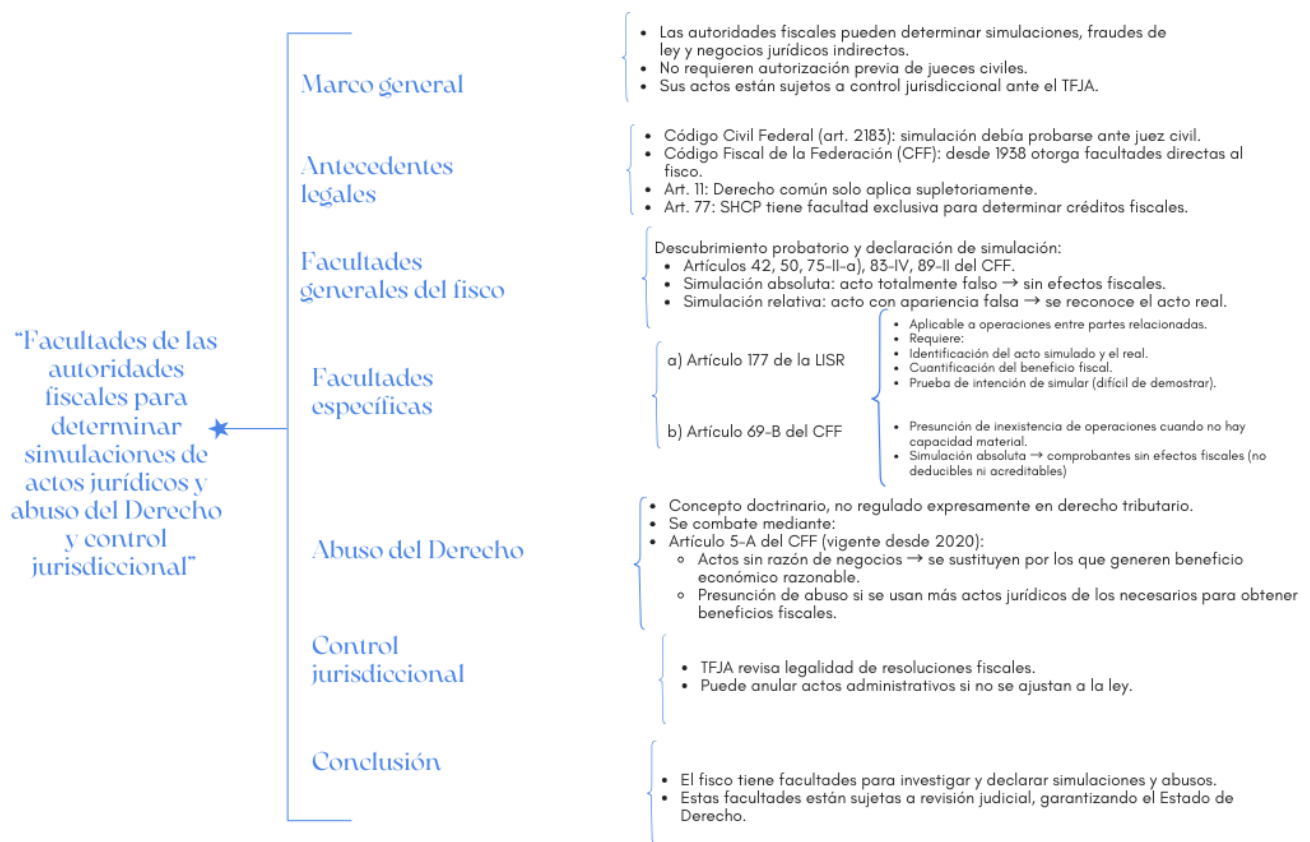 “Facultades de las
autoridades
fiscales para
determinar
simulaciones de
actos jurídicos y
abuso del Derecho
y control
jurisdiccional”
Marco general
• Las autoridades fiscales pueden determinar simulaciones, fraudes de
ley y negocios jurídicos indirectos.
• No requieren autorización previa de jueces civiles.
• Sus actos están sujetos a control jurisdiccional ante el TFJA.
Antecedentes
legales
• Código Civil Federal (art. 2183): simulación debía probarse ante juez civil.
• Código Fiscal de la Federación (CFF): desde 1938 otorga facultades directas al
fisco.
• Art. 11: Derecho común solo aplica supletoriamente.
• Art. 77: SHCP tiene facultad exclusiva para determinar créditos fiscales.
Facultades
generales del fisco
Descubrimiento probatorio y declaración de simulación:
• Artículos 42, 50, 75-II-a), 83-IV, 89-II del CFF.
• Simulación absoluta: acto totalmente falso → sin efectos fiscales.
• Simulación relativa: acto con apariencia falsa → se reconoce el acto real.
Facultades
específicas
a) Artículo 177 de la LISR
• Aplicable a operaciones entre partes relacionadas.
• Requiere:
• Identificación del acto simulado y el real.
• Cuantificación del beneficio fiscal.
• Prueba de intención de simular (difícil de demostrar).
b) Artículo 69-B del CFF
• Presunción de inexistencia de operaciones cuando no hay
capacidad material.
• Simulación absoluta → comprobantes sin efectos fiscales (no
deducibles ni acreditables)
Abuso del Derecho
• Concepto doctrinario, no regulado expresamente en derecho tributario.
• Se combate mediante:
• Artículo 5-A del CFF (vigente desde 2020):
◦ Actos sin razón de negocios → se sustituyen por los que generen beneficio
económico razonable.
◦ Presunción de abuso si se usan más actos jurídicos de los necesarios para obtener
beneficios fiscales.
Control
jurisdiccional
• TFJA revisa legalidad de resoluciones fiscales.
• Puede anular actos administrativos si no se ajustan a la ley.
Conclusión
• El fisco tiene facultades para investigar y declarar simulaciones y abusos.
• Estas facultades están sujetas a revisión judicial, garantizando el Estado de
Derecho.